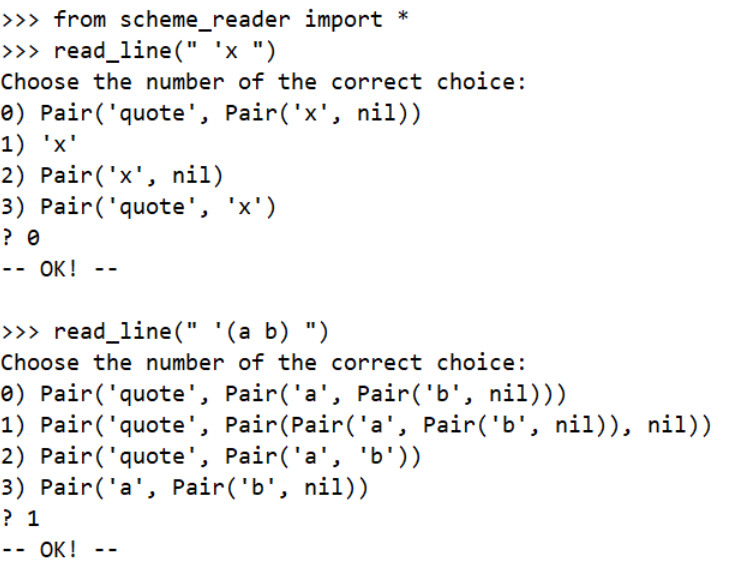 >>> from scheme_reader import *
>>> read_line(" 'x ")
Choose the number of the correct choice:
0) Pair('quote', Pair('x', nil))
1) 'x'
2) Pair('x', nil)
3) Pair('quote', 'x')
? 0
-- OK! --
>>> read_line(" '(a b) ")
Choose the number of the correct choice:
0) Pair('quote', Pair('a', Pair('b', nil)))
1) Pair('quote', Pair(Pair('a', Pair('b', nil)), nil))
2) Pair('quote', Pair('a', 'b'))
3) Pair('a', Pair('b', nil))
? 1
-- OK! --